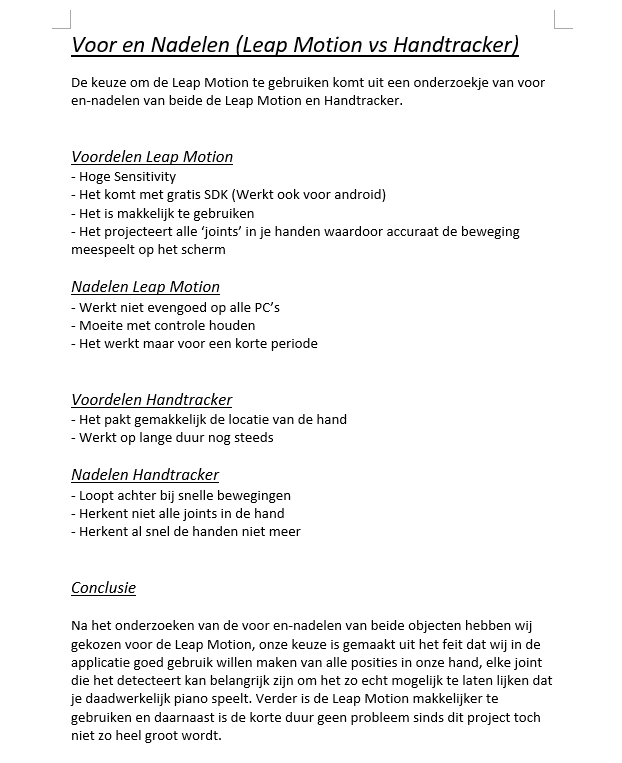 Voor en Nadelen (Leap Motion vs Handtracker)
De keuze om de Leap Motion te gebruiken komt uit een onderzoekje van voor
en-nadelen van beide de Leap Motion en Handtracker.
Voordelen Leap Motion
- Hoge Sensitivity
- Het komt met gratis SDK (Werkt ook voor android)
- Het is makkelijk te gebruiken
- Het projecteert alle ‘joints’ in je handen waardoor accuraat de beweging
meespeelt op het scherm
Nadelen Leap Motion
- Werkt niet evengoed op alle PC’s
- Moeite met controle houden
- Het werkt maar voor een korte periode
Voordelen Handtracker
- Het pakt gemakkelijk de locatie van de hand
- Werkt op lange duur nog steeds
Nadelen Handtracker
- Loopt achter bij snelle bewegingen
- Herkent niet alle joints in de hand
- Herkent al snel de handen niet meer
Conclusie
Na het onderzoeken van de voor en-nadelen van beide objecten hebben wij
gekozen voor de Leap Motion, onze keuze is gemaakt uit het feit dat wij in de
applicatie goed gebruik willen maken van alle posities in onze hand, elke joint
die het detecteert kan belangrijk zijn om het zo echt mogelijk te laten lijken dat
je daadwerkelijk piano speelt. Verder is de Leap Motion makkelijker te
gebruiken en daarnaast is de korte duur geen probleem sinds dit project toch
niet zo heel groot wordt.